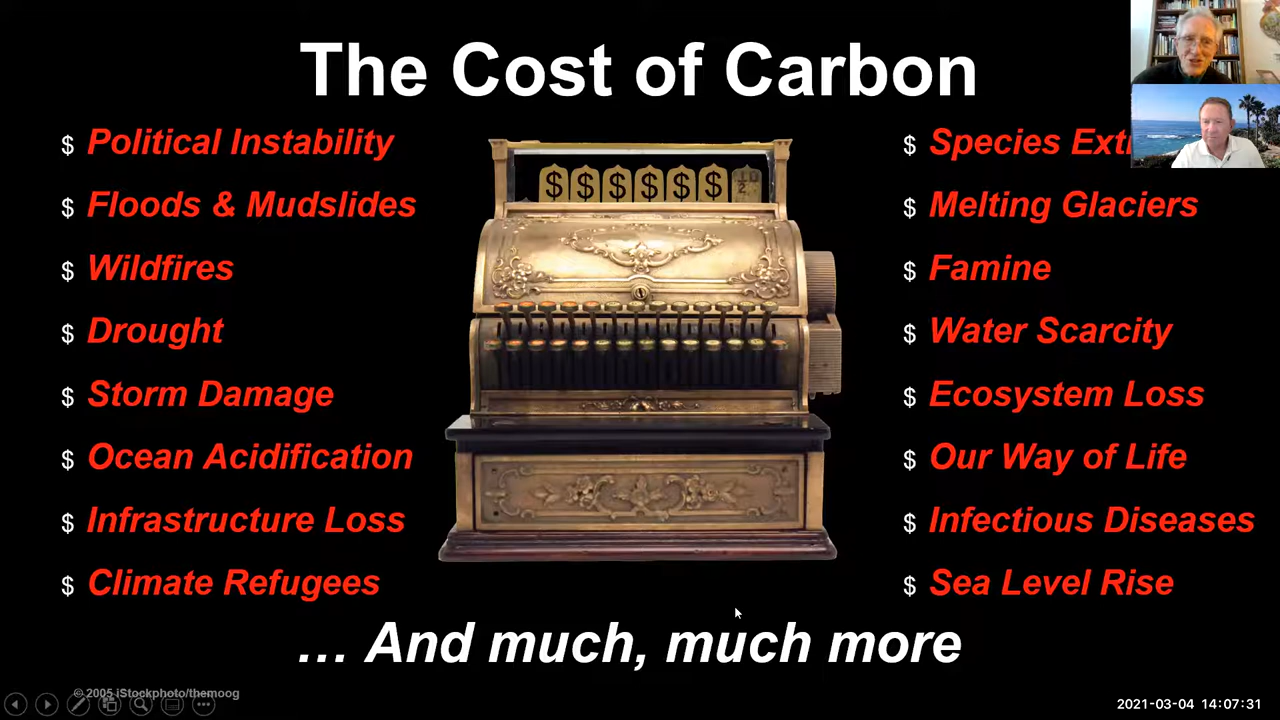 The Cost of Carbon
$ Political Instability
$ Floods & Mudslides
$ Wildfires
$ Drought
$ Storm Damage
$ Ocean Acidification
$ Infrastructure Loss
$ Climate Refugees
$ $ $ $ $ $
$ Species
$ Melting Glaciers
$ Famine
$ Water Scarcity
$ Ecosystem Loss
$ Our Way of Life
$ Infectious Diseases
$ Sea Level Rise
… And much, much more
© 2005 iStockphoto/themoog
2021-03-04 14:07:31